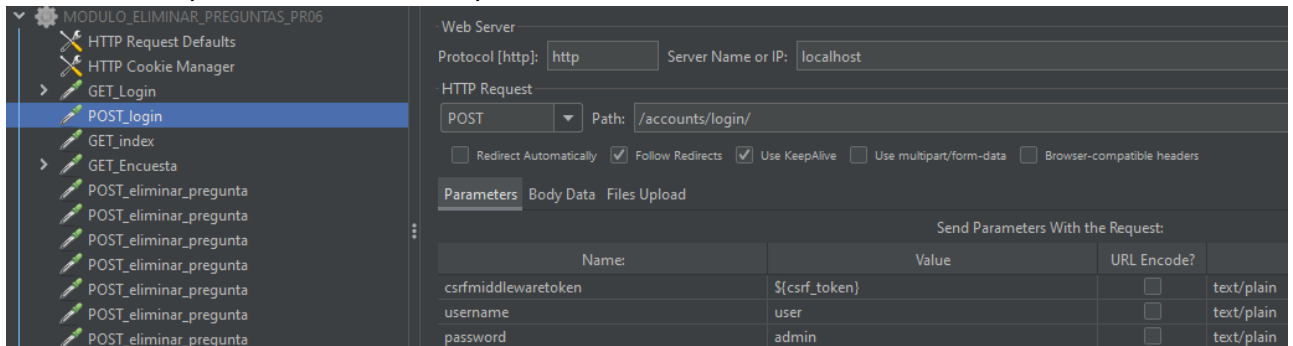 MODULO_ELIMINAR_PREGUNTAS_PR06
HTTP Request Defaults
HTTP Cookie Manager
GET_Login
POST_login
GET_index
GET_Encuesta
POST_eliminar_pregunta
POST_eliminar_pregunta
POST_eliminar_pregunta
POST_eliminar_pregunta
POST_eliminar_pregunta
POST_eliminar_pregunta
POST_eliminar_pregunta
Web Server
Protocol [http]: http Server Name or IP: localhost
HTTP Request
POST Path: /accounts/login/
Redirect Automatically Follow Redirects Use KeepAlive Use multipart/form-data Browser-compatible headers
Parameters Body Data Files Upload
Send Parameters With the Request:
Name: Value URL Encode?
csrfmiddlewaretoken ${csrf_token} text/plain
username user text/plain
password admin text/plain